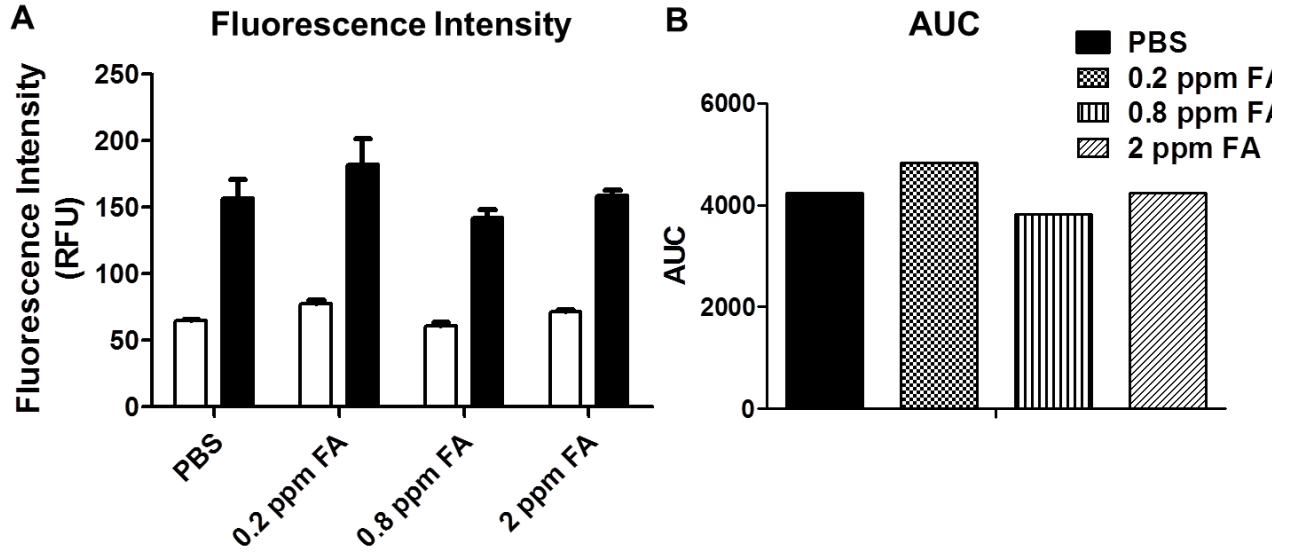 A
Fluorescence Intensity
Fluorescence Intensity
(RFU)
250
200
150
100
50
0
PBS
0.2 ppm FA
0.8 ppm FA
2 ppm FA
B
AUC
PBS
0.2 ppm FA
0.8 ppm FA
2 ppm FA
AUC
6000
4000
2000
0